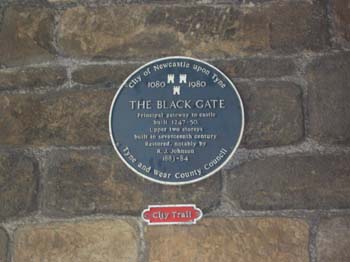 City of Newcastle upon Tyne
1080 1980
THE BLACK GATE
Principal gateway to castle
built 1247-50.
Upper two storeys
built in seventeenth century
Restored, notably by
R. J. Johnson
1883-84
Tyne and Wear County Council
City Trail